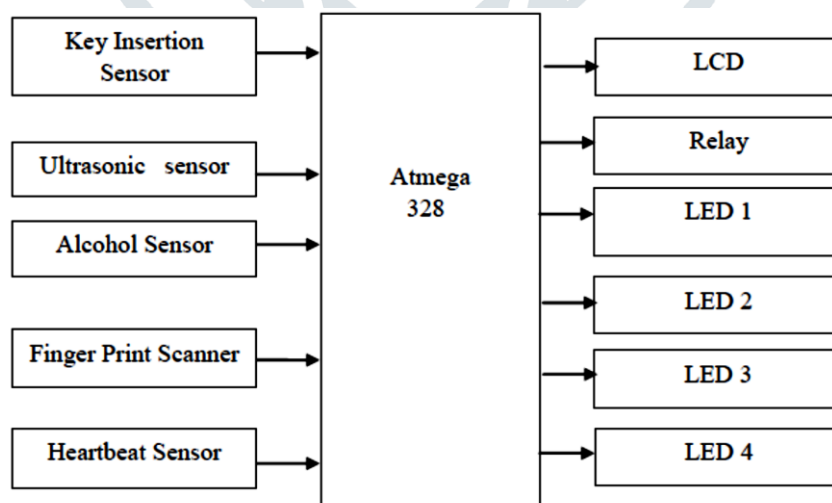 Key Insertion
Sensor
Ultrasonic sensor
Alcohol Sensor
Finger Print Scanner
Heartbeat Sensor
Atmega
328
LCD
Relay
LED 1
LED 2
LED 3
LED 4